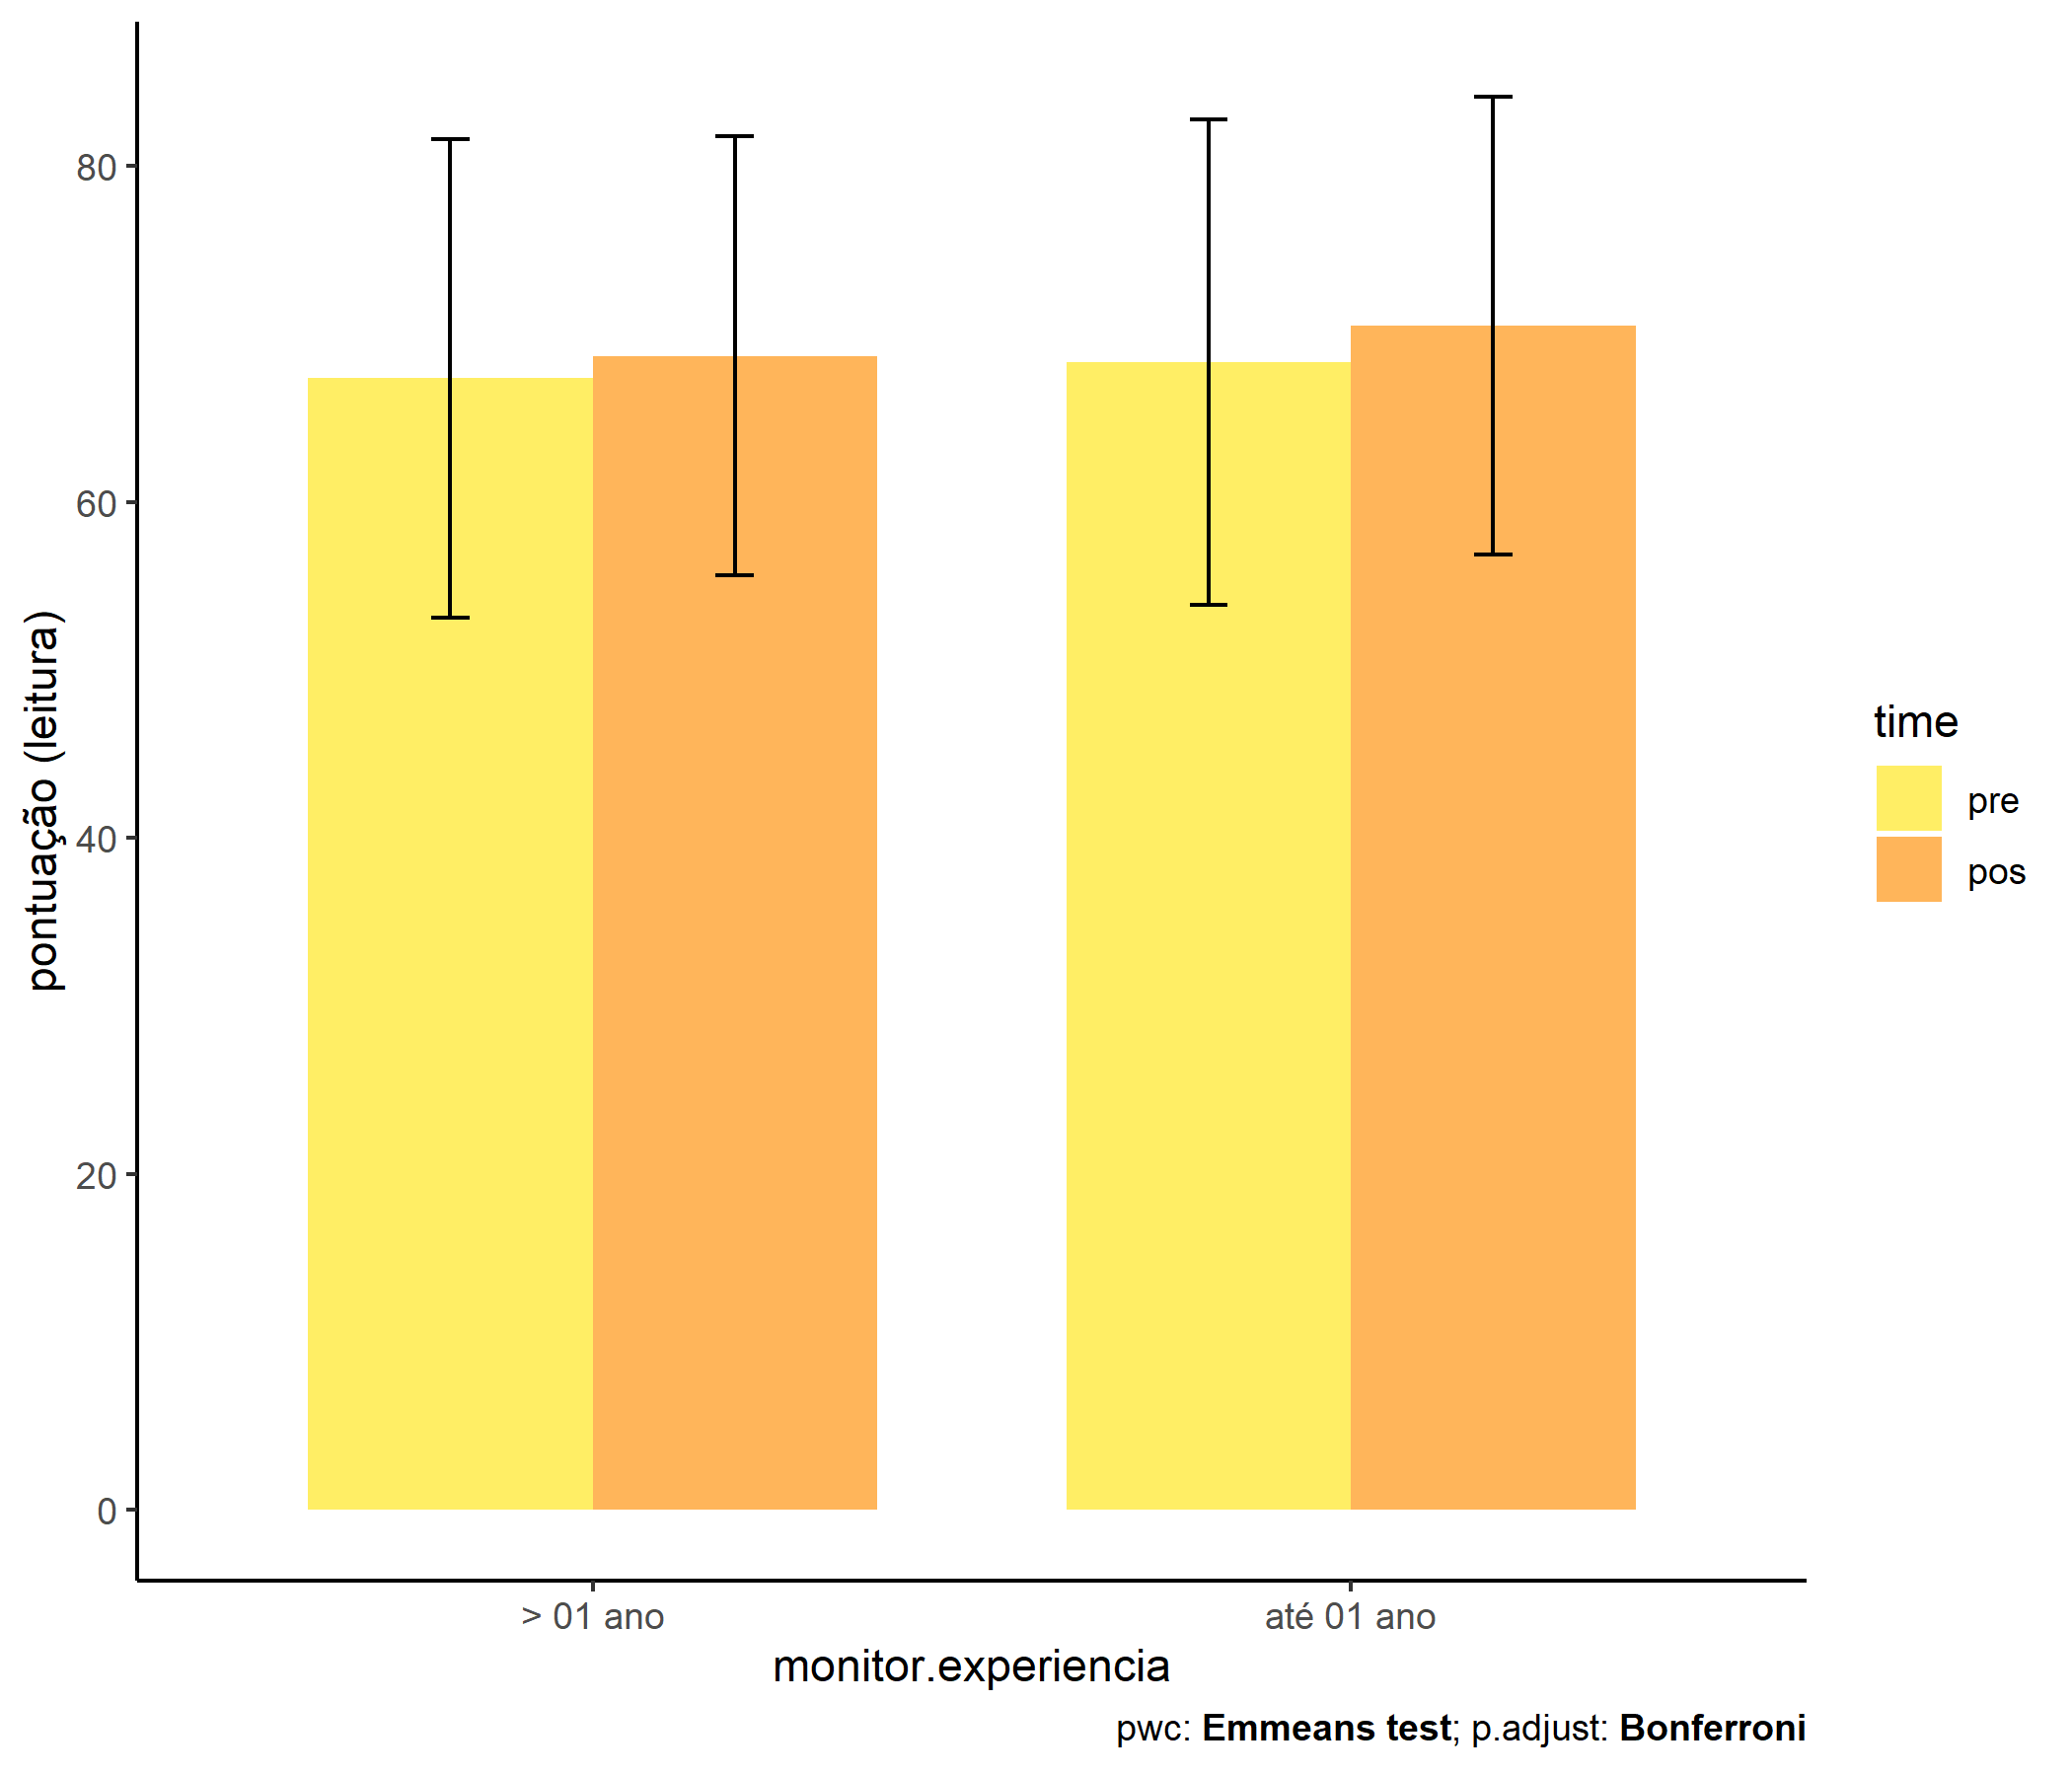 80
60
40
20
0
pontuação (leitura)
> 01 ano
até 01 ano
monitor.experiencia
pwc: Emmeans test; p.adjust: Bonferroni
time
pre
pos